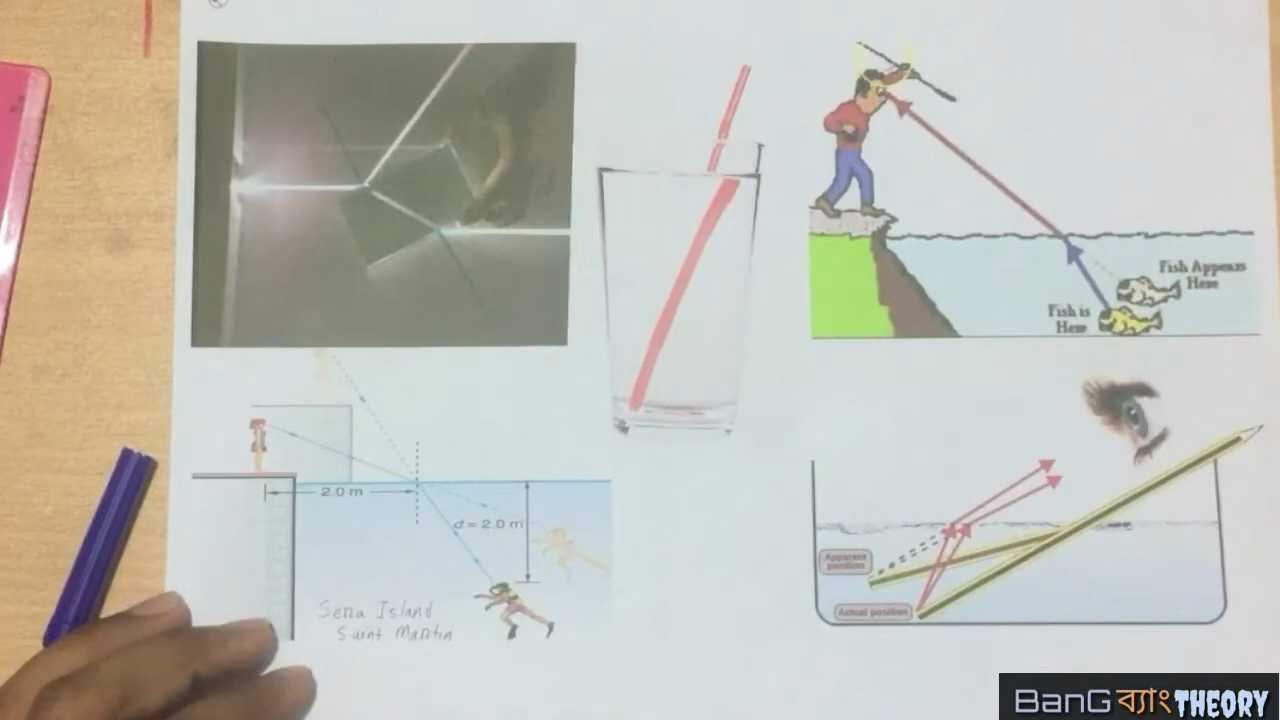 Fish Appears
Here
Fish is
Here
2.0 m
d = 2.0 m
Sena Island
Saint Martin
Apparent
position
Actual position
BanG ব্যাং THEORY